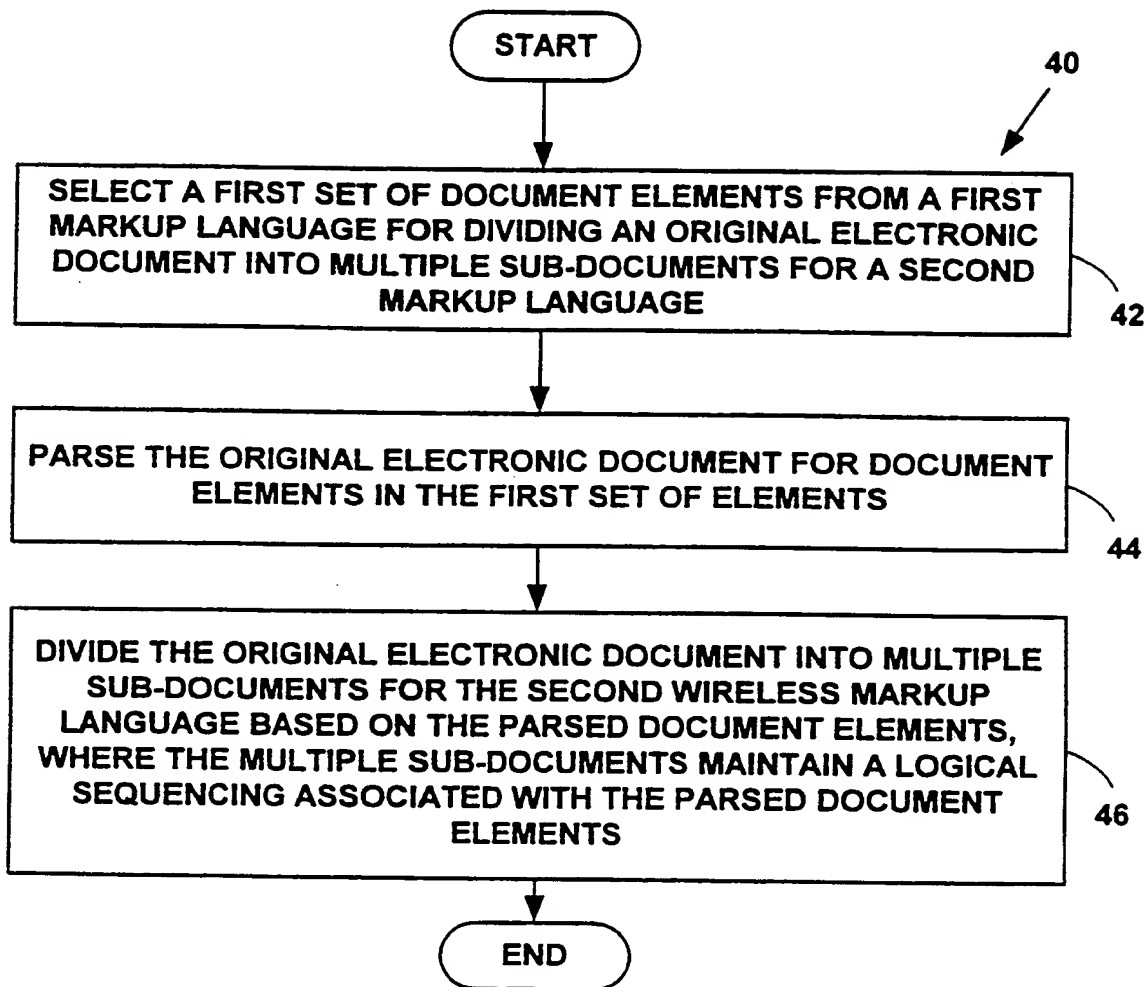 START
40
SELECT A FIRST SET OF DOCUMENT ELEMENTS FROM A FIRST
MARKUP LANGUAGE FOR DIVIDING AN ORIGINAL ELECTRONIC
DOCUMENT INTO MULTIPLE SUB-DOCUMENTS FOR A SECOND
MARKUP LANGUAGE
42
PARSE THE ORIGINAL ELECTRONIC DOCUMENT FOR DOCUMENT
ELEMENTS IN THE FIRST SET OF ELEMENTS
44
DIVIDE THE ORIGINAL ELECTRONIC DOCUMENT INTO MULTIPLE
SUB-DOCUMENTS FOR THE SECOND WIRELESS MARKUP
LANGUAGE BASED ON THE PARSED DOCUMENT ELEMENTS,
WHERE THE MULTIPLE SUB-DOCUMENTS MAINTAIN A LOGICAL
SEQUENCING ASSOCIATED WITH THE PARSED DOCUMENT
ELEMENTS
46
END